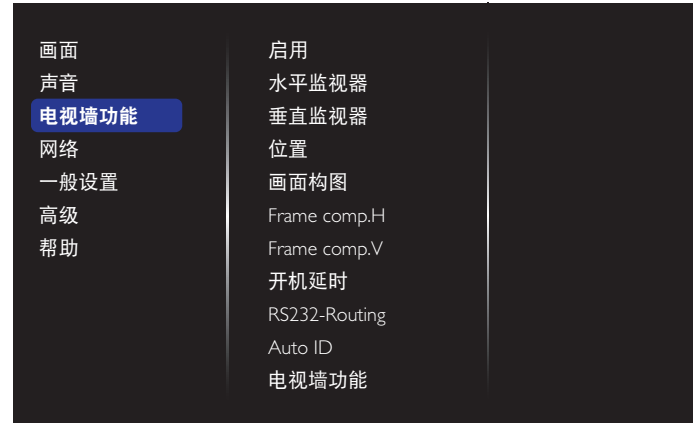 画面
声音
电视墙功能
网络
一般设置
高级
帮助
启用
水平监视器
垂直监视器
位置
画面构图
Frame comp.H
Frame comp.V
开机延时
RS232-Routing
Auto ID
电视墙功能